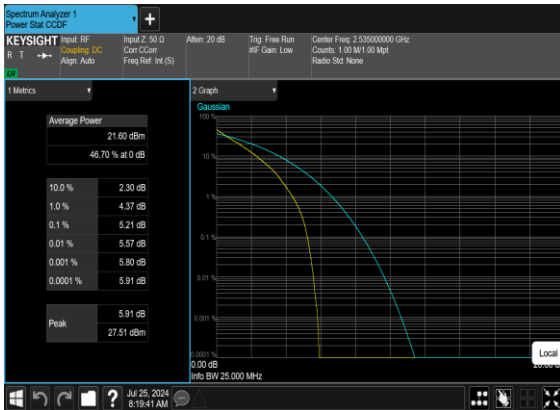 Spectrum Analyzer 1
Power Stat CCDF
+
KEYSIGHT
R T
LXI
Input: RF
Coupling: DC
Align: Auto
Input Z: 50 Ω
Corr CCorr
Freq Ref: Int (S)
Atten: 20 dB
Trig: Free Run
#IF Gain: Low
Center Freq: 2.535000000 GHz
Counts: 1.00 M/1.00 Mpt
Radio Std: None
1 Metrics
Average Power
21.60 dBm
46.70 % at 0 dB
10.0 % 2.30 dB
1.0 % 4.37 dB
0.1 % 5.21 dB
0.01 % 5.57 dB
0.001 % 5.80 dB
0.0001 % 5.91 dB
Peak
5.91 dB
27.51 dBm
2 Graph
Gaussian
100 %
10 %
1 %
0.1 %
0.01 %
0.001 %
0.0001 %
0.00 dB
Info BW 25.000 MHz
Local
?
Jul 25, 2024
8:19:41 AM